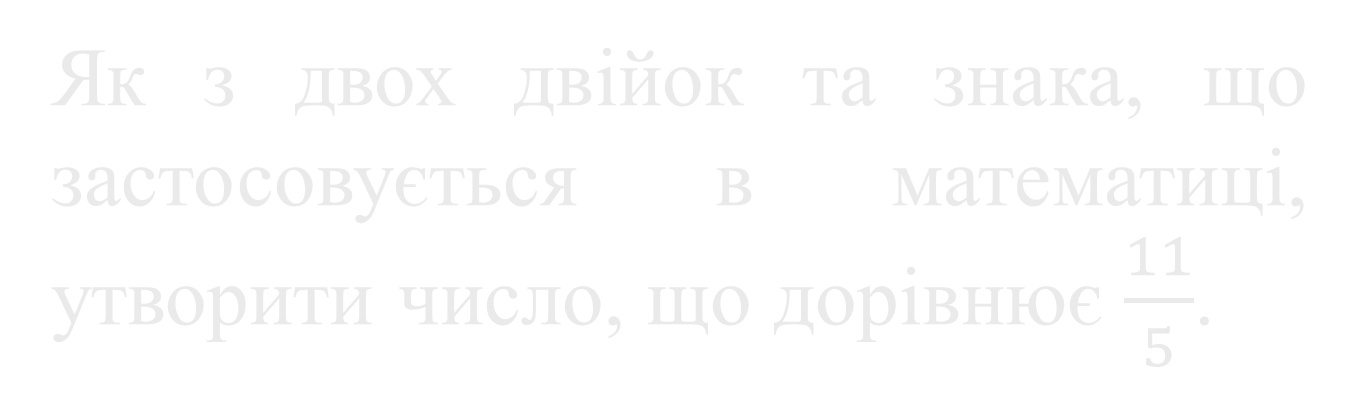 Як з двох двійок та знака, що
застосовується в математиці,
утворити число, що дорівнює 11/5.